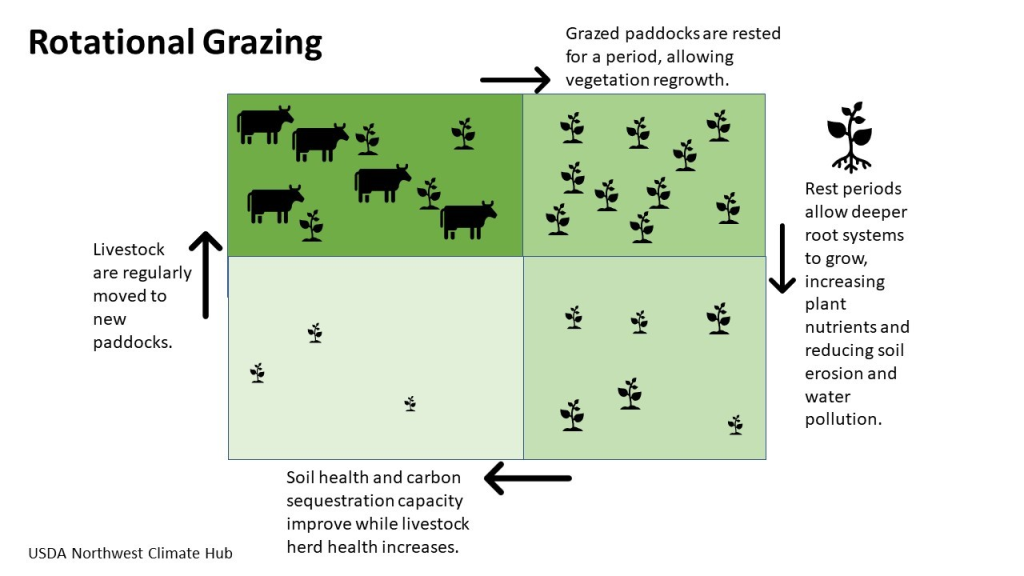 Rotational Grazing
Grazed paddocks are rested
for a period, allowing
vegetation regrowth.
Rest periods
allow deeper
root systems
to grow,
increasing
plant
nutrients and
reducing soil
erosion and
water
pollution.
Livestock
are regularly
moved to
new
paddocks.
Soil health and carbon
sequestration capacity
improve while livestock
herd health increases.
USDA Northwest Climate Hub